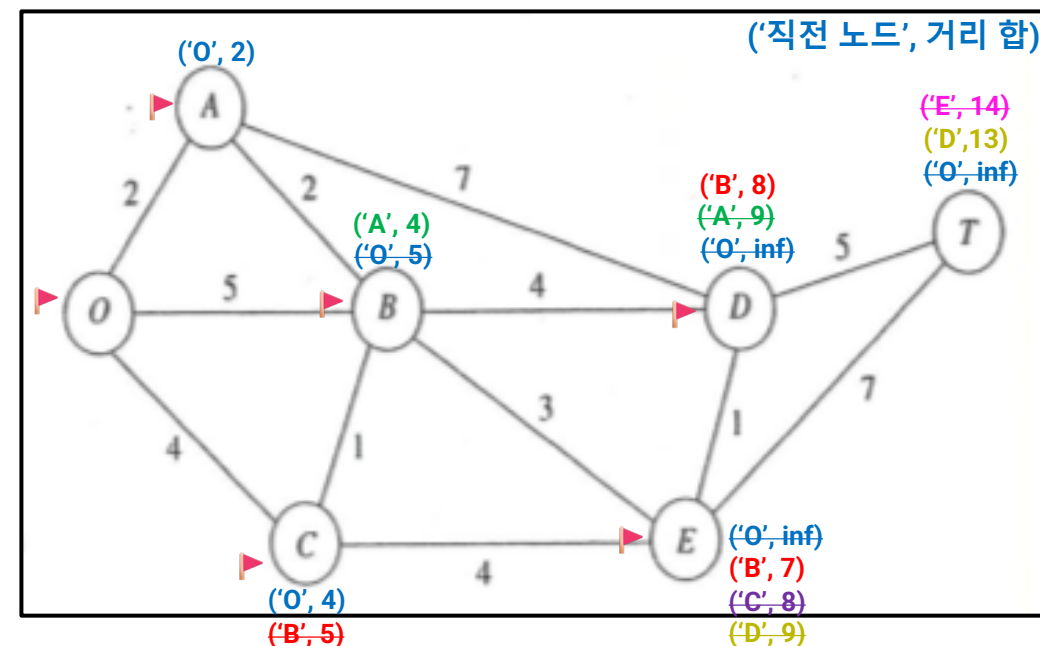 ('직전 노드', 거리 합)
('O', 2)
A
('E', 14)
('D',13)
('O', inf)
T
2
2
7
('B', 8)
('A', 9)
('O', inf)
('A', 4)
('O', 5)
5
O
5
B
4
D
4
1
3
1
7
C
4
E
('O', inf)
('B', 7)
('C', 8)
('D', 9)
('O', 4)
('B', 5)